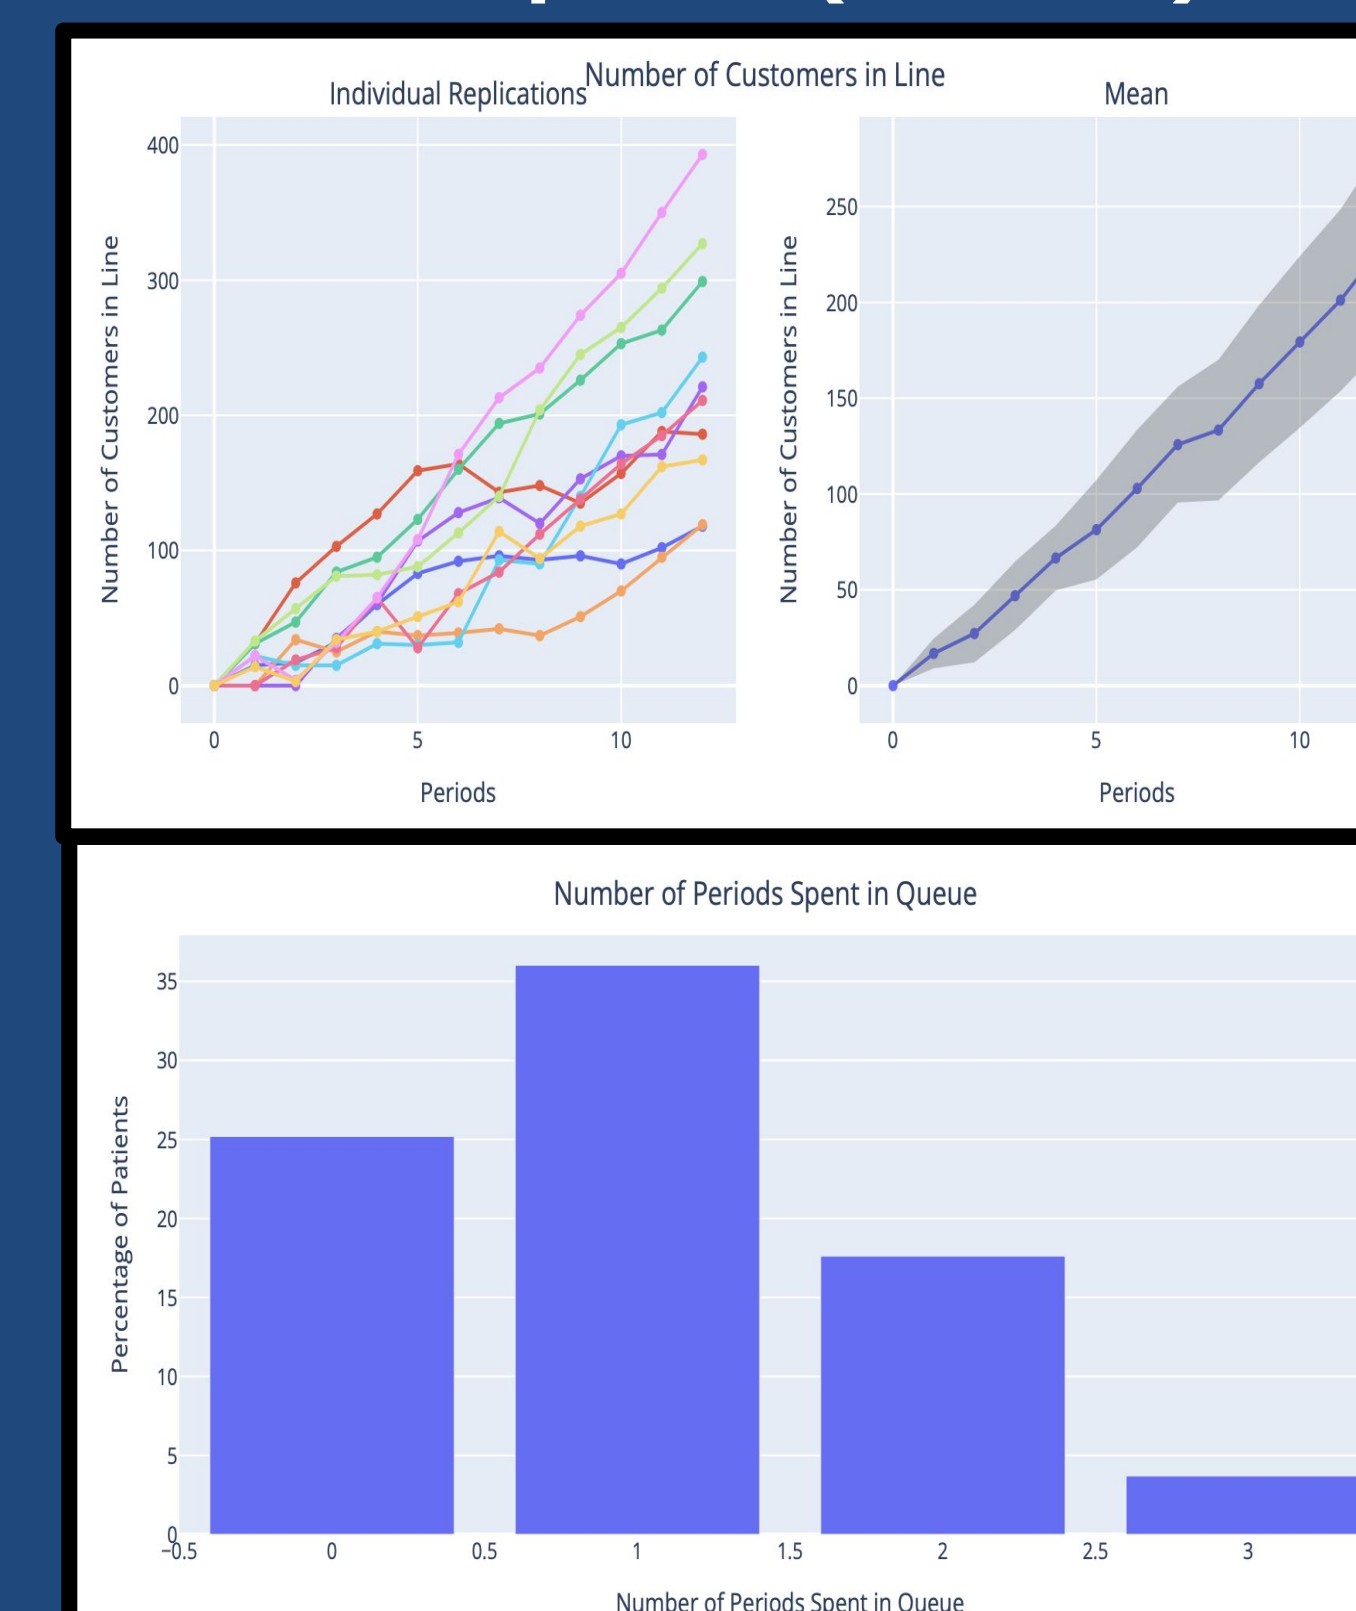 Number of Customers in Line
Individual Replications
Mean
Number of Customers in Line
400
300
200
100
0
0 5 10
Periods
Number of Customers in Line
250
200
150
100
50
0
0 5 10
Periods
Number of Periods Spent in Queue
Percentage of Patients
35
30
25
20
15
10
5
0
−0.5 0 0.5 1 1.5 2 2.5 3
Number of Periods Spent in Queue